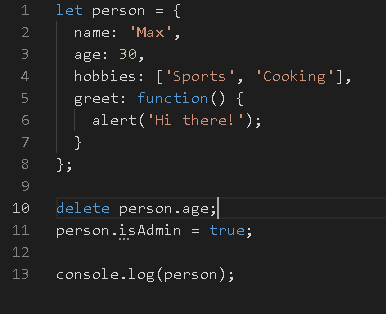 1 let person = {
2   name: 'Max',
3   age: 30,
4   hobbies: ['Sports', 'Cooking'],
5   greet: function() {
6     alert('Hi there!');
7   }
8 };
9
10 delete person.age;
11 person.isAdmin = true;
12
13 console.log(person);